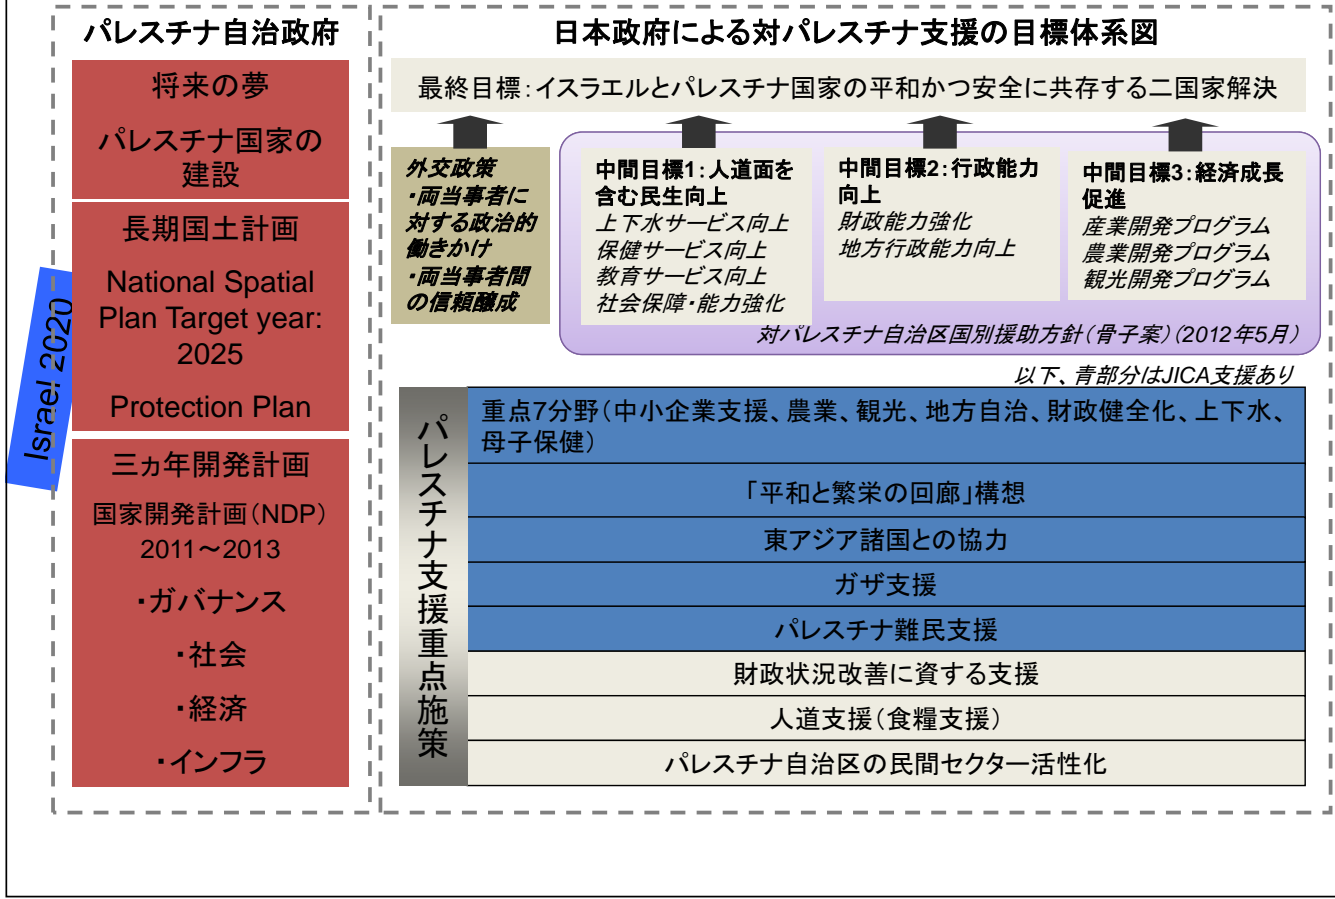 パレスチナ自治政府
将来の夢
パレスチナ国家の
建設
長期国土計画
National Spatial
Plan Target year:
2025
Protection Plan
三ヵ年開発計画
国家開発計画（NDP）
2011～2013
・ガバナンス
・社会
・経済
・インフラ
Israel 2020
日本政府による対パレスチナ支援の目標体系図
最終目標：イスラエルとパレスチナ国家の平和かつ安全に共存する二国家解決
外交政策
・両当事者に
対する政治的
働きかけ
・両当事者間
の信頼醸成
中間目標1：人道面を
含む民生向上
上下水サービス向上
保健サービス向上
教育サービス向上
社会保障・能力強化
中間目標2：行政能力
向上
財政能力強化
地方行政能力向上
中間目標3：経済成長
促進
産業開発プログラム
農業開発プログラム
観光開発プログラム
対パレスチナ自治区国別援助方針（骨子案）（2012年5月）
以下、青部分はJICA支援あり
パレスチナ支援重点施策
重点7分野（中小企業支援、農業、観光、地方自治、財政健全化、上下水、
母子保健）
「平和と繁栄の回廊」構想
東アジア諸国との協力
ガザ支援
パレスチナ難民支援
財政状況改善に資する支援
人道支援（食糧支援）
パレスチナ自治区の民間セクター活性化